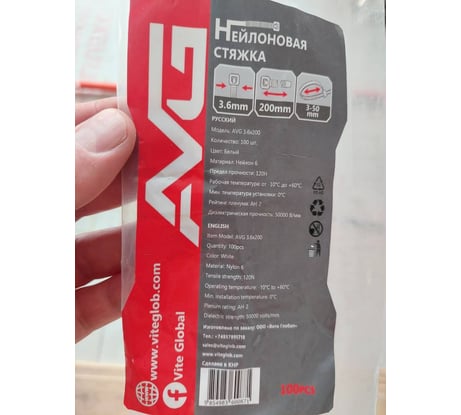 AVG
НЕЙЛОНОВАЯ
СТЯЖКА
3.6mm
200mm
3-50
mm
РУССКИЙ
Модель: AVG 3.6x200
Количество: 100 шт.
Цвет: Белый
Материал: Нейлон 6
Предел прочности: 120Н
Рабочая температура: от -10°С до +60°С
Мин. температура установки: 0°С
Рейтинг пленума: АН-2
Диэлектрическая прочность: 50000 В/мм
ENGLISH
Item Model: AVG 3.6x200
Quantity: 100pcs
Color: White
Material: Nylon 6
Tensile strength: 120N
Operating temperature: -10°C to +60°C
Min. installation temperature: 0°C
Plenum rating: AH-2
Dielectric strength: 50000 volts/mm
Изготовлено по заказу: ООО «Вите Глобал»
Тел.: +74857891718
sales@viteglob.com
www.viteglob.com
Сделано в КНР
www.viteglob.com
Vite Global
100PCS